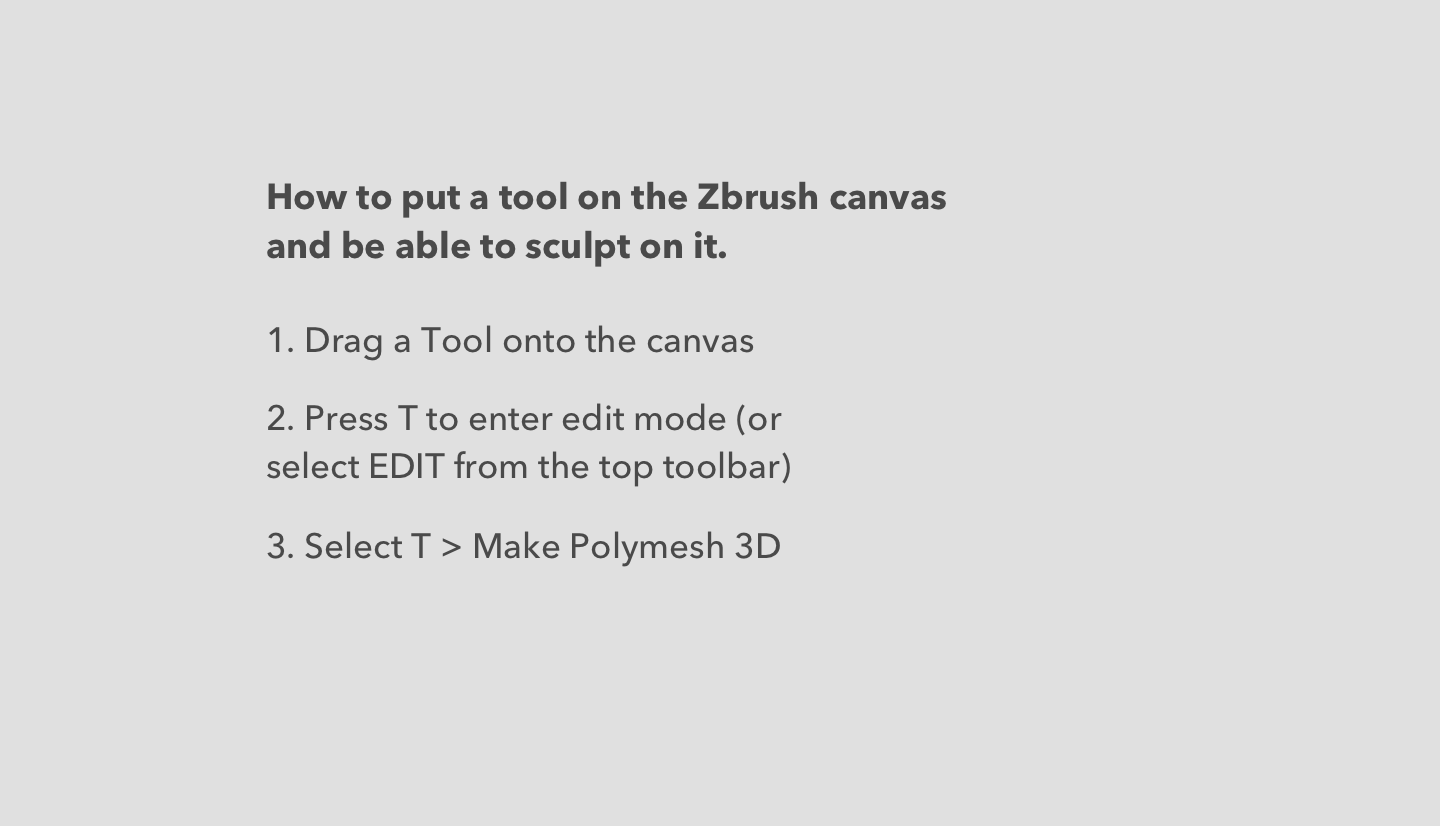 How to put a tool on the Zbrush canvas
and be able to sculpt on it.
1. Drag a Tool onto the canvas
2. Press T to enter edit mode (or
select EDIT from the top toolbar)
3. Select T > Make Polymesh 3D